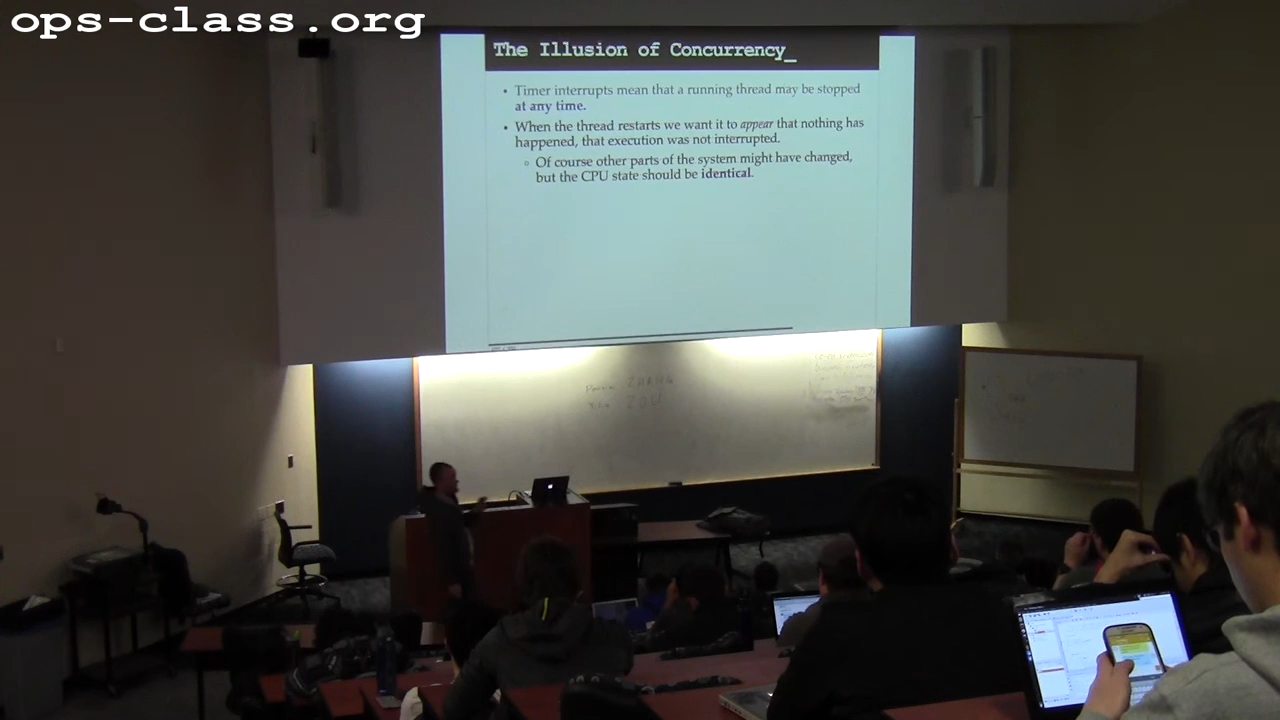 ops-class.org
The Illusion of Concurrency_
• Timer interrupts mean that a running thread may be stopped
at any time.
• When the thread restarts we want it to appear that nothing has
happened, that execution was not interrupted.
◦ Of course other parts of the system might have changed,
but the CPU state should be identical.